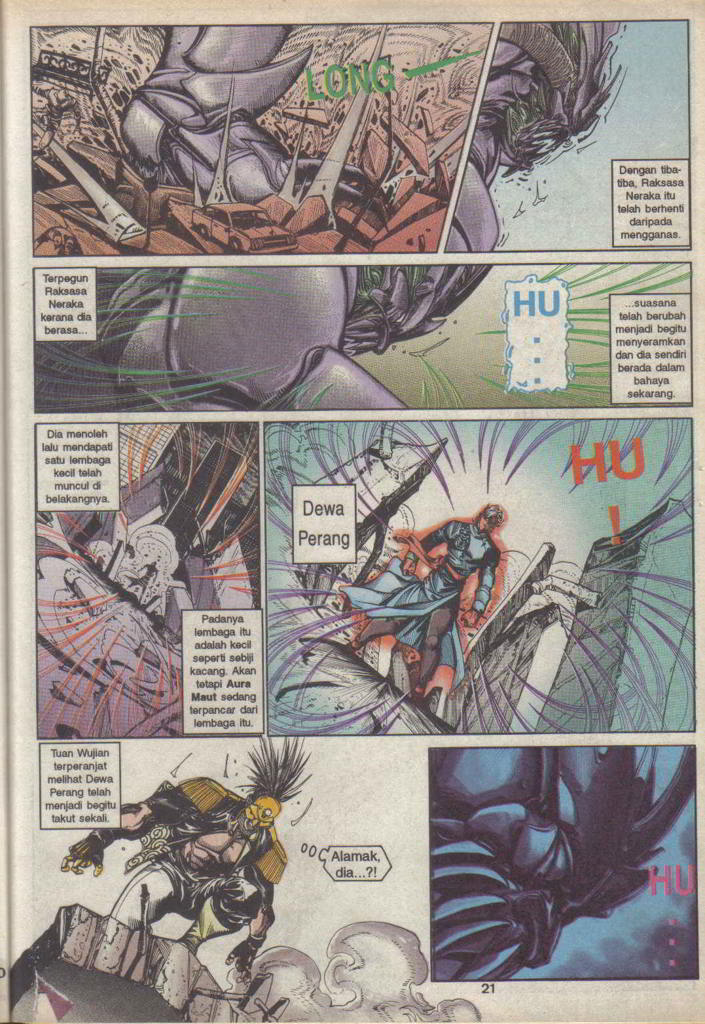 LONG
Dengan tiba-
tiba, Raksasa
Neraka itu
telah berhenti
daripada
mengganas.
Terpegun
Raksasa
Neraka
kerana dia
berasa...
HU
...
...suasana
telah berubah
menjadi begitu
menyeramkan
dan dia sendiri
berada dalam
bahaya
sekarang.
Dia menoleh
lalu mendapati
satu lembaga
kecil telah
muncul di
belakangnya.
Padanya
lembaga itu
adalah kecil
seperti sebiji
kacang. Akan
tetapi Aura
Maut sedang
terpancar dari
lembaga itu.
Dewa
Perang
HU
!
Tuan Wujian
terperanjat
melihat Dewa
Perang telah
menjadi begitu
takut sekali.
Alamak,
dia...?!
HU
...
21